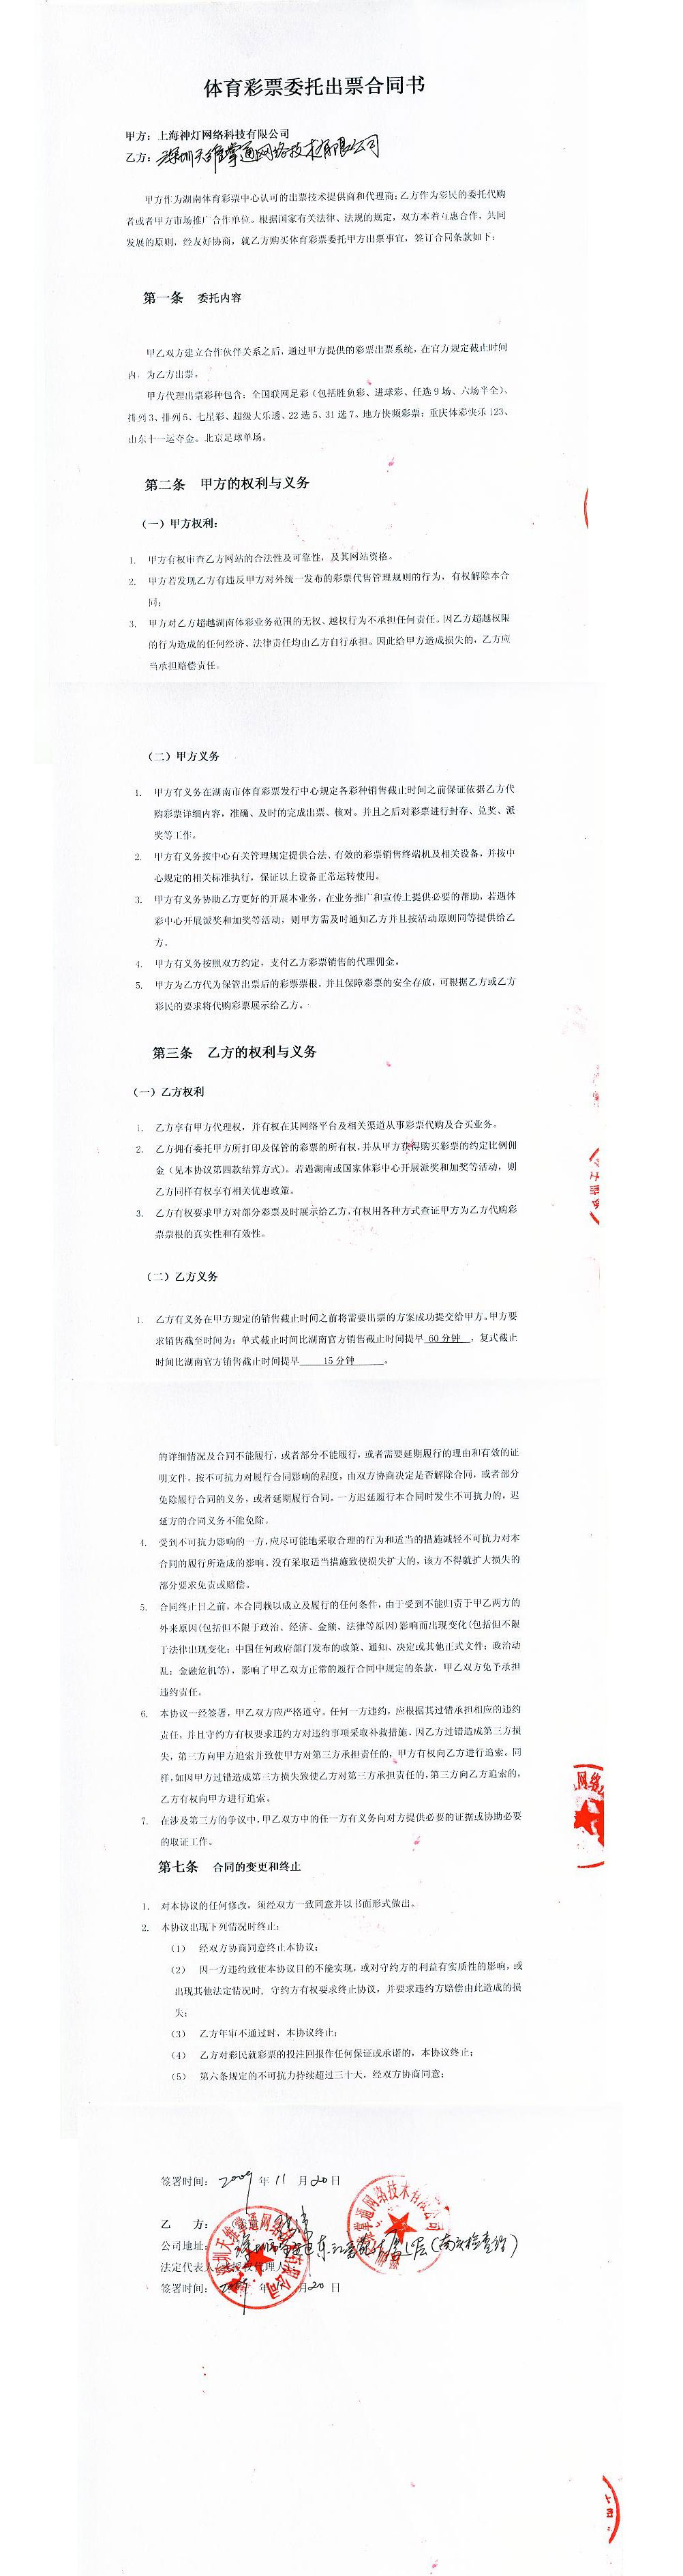 体育彩票委托出票合同书
甲方：上海神灯网络科技有限公司
乙方：深圳天维掌通网络技术有限公司
甲方作为湖南体育彩票中心认可的出票技术提供商和代理商；乙方作为彩民的委托代购
者或者甲方市场推广合作单位。根据国家有关法律、法规的规定，双方本着互惠合作、共同
发展的原则，经友好协商，就乙方购买体育彩票委托甲方出票事宜，签订合同条款如下：
第一条 委托内容
甲乙双方建立合作伙伴关系之后，通过甲方提供的彩票出票系统，在官方规定截止时间
内，为乙方出票。
甲方代理出票彩种包含：全国联网足彩（包括胜负彩、进球彩、任选9场、六场半全）、
排列3、排列5、七星彩、超级大乐透、22选5、31选7、地方快频彩票：重庆体彩快乐123、
山东十一运夺金。北京足球单场。
第二条 甲方的权利与义务
（一）甲方权利：
1. 甲方有权审查乙方网站的合法性及可靠性，及其网站资格。
2. 甲方若发现乙方有违反甲方对外统一发布的彩票代售管理规则的行为，有权解除本合
同；
3. 甲方对乙方超越湖南体彩业务范围的无权、越权行为不承担任何责任。因乙方超越权限
的行为造成的任何经济、法律责任均由乙方自行承担。因此给甲方造成损失的，乙方应
当承担赔偿责任。
（二）甲方义务
1. 甲方有义务在湖南市体育彩票发行中心规定各彩种销售截止时间之前保证依据乙方代
购彩票详细内容，准确、及时的完成出票、核对。并且之后对彩票进行封存、兑奖、派
奖等工作。
2. 甲方有义务按中心有关管理规定提供合法、有效的彩票销售终端机及相关设备，并按中
心规定的相关标准执行，保证以上设备正常运转使用。
3. 甲方有义务协助乙方更好的开展本业务，在业务推广和宣传上提供必要的帮助，若遇体
彩中心开展派奖和加奖等活动，则甲方需及时通知乙方并且按活动原则同等提供给乙
方。
4. 甲方有义务按照双方约定，支付乙方彩票销售的代理佣金。
5. 甲方为乙方代为保管出票后的彩票票根，并且保障彩票的安全存放，可根据乙方或乙方
彩民的要求将代购彩票展示给乙方。
第三条 乙方的权利与义务
（一）乙方权利
1. 乙方享有甲方代理权，并有权在其网络平台及相关渠道从事彩票代购及合买业务。
2. 乙方拥有委托甲方所打印及保管的彩票的所有权，并从甲方获得购买彩票的约定比例佣
金（见本协议第四款结算方式）。若遇湖南或国家体彩中心开展派奖和加奖等活动，则
乙方同样有权享有相关优惠政策。
3. 乙方有权要求甲方对部分彩票及时展示给乙方，有权用各种方式查证甲方为乙方代购彩
票票根的真实性和有效性。
（二）乙方义务
1. 乙方有义务在甲方规定的销售截止时间之前将需要出票的方案成功提交给甲方。甲方要
求销售截至时间为：单式截止时间比湖南官方销售截止时间提早 60分钟 ，复式截止
时间比湖南官方销售截止时间提早 15分钟 。
的详细情况及合同不能履行，或者部分不能履行，或者需要延期履行的理由和有效的证
明文件。按不可抗力对履行合同影响的程度，由双方协商决定是否解除合同，或者部分
免除履行合同的义务，或者延期履行合同。一方迟延履行本合同时发生不可抗力的，迟
延方的合同义务不能免除。
4. 受到不可抗力影响的一方，应尽可能地采取合理的行为和适当的措施减轻不可抗力对本
合同的履行所造成的影响。没有采取适当措施致使损失扩大的，该方不得就扩大损失的
部分要求免责或赔偿。
5. 合同终止日之前，本合同赖以成立及履行的任何条件，由于受到不能归责于甲乙两方的
外来原因（包括但不限于政治、经济、金额、法律等原因）影响而出现变化（包括但不限
于法律出现变化；中国任何政府部门发布的政策、通知、决定或其他正式文件；政治动
乱；金融危机等），影响了甲乙双方正常的履行合同中规定的条款，甲乙双方免予承担
违约责任。
6. 本协议一经签署，甲乙双方应严格遵守。任何一方违约，应根据其过错承担相应的违约
责任，并且守约方有权要求违约方对违约事项采取补救措施。因乙方过错造成第三方损
失，第三方向甲方追索并致使甲方对第三方承担责任的，甲方有权向乙方进行追索。同
样，如因甲方过错造成第三方损失致使乙方对第三方承担责任的，第三方向乙方追索的，
乙方有权向甲方进行追索。
7. 在涉及第三方的争议中，甲乙双方中的任一方有义务向对方提供必要的证据或协助必要
的取证工作。
第七条 合同的变更和终止
1. 对本协议的任何修改，须经双方一致同意并以书面形式做出。
2. 本协议出现下列情况时终止：
（1） 经双方协商同意终止本协议；
（2） 因一方违约致使本协议目的不能实现，或对守约方的利益有实质性的影响，或
出现其他法定情况时，守约方有权要求终止协议，并要求违约方赔偿由此造成的损
失；
（3） 乙方年审不通过时，本协议终止；
（4） 乙方对彩民就彩票的投注回报作任何保证或承诺的，本协议终止；
（5） 第六条规定的不可抗力持续超过三十天，经双方协商同意；
签署时间： 2009 年 11 月 20 日
乙 方：
公司地址：
法定代表人
签署时间： 2009 年 11 月 20 日